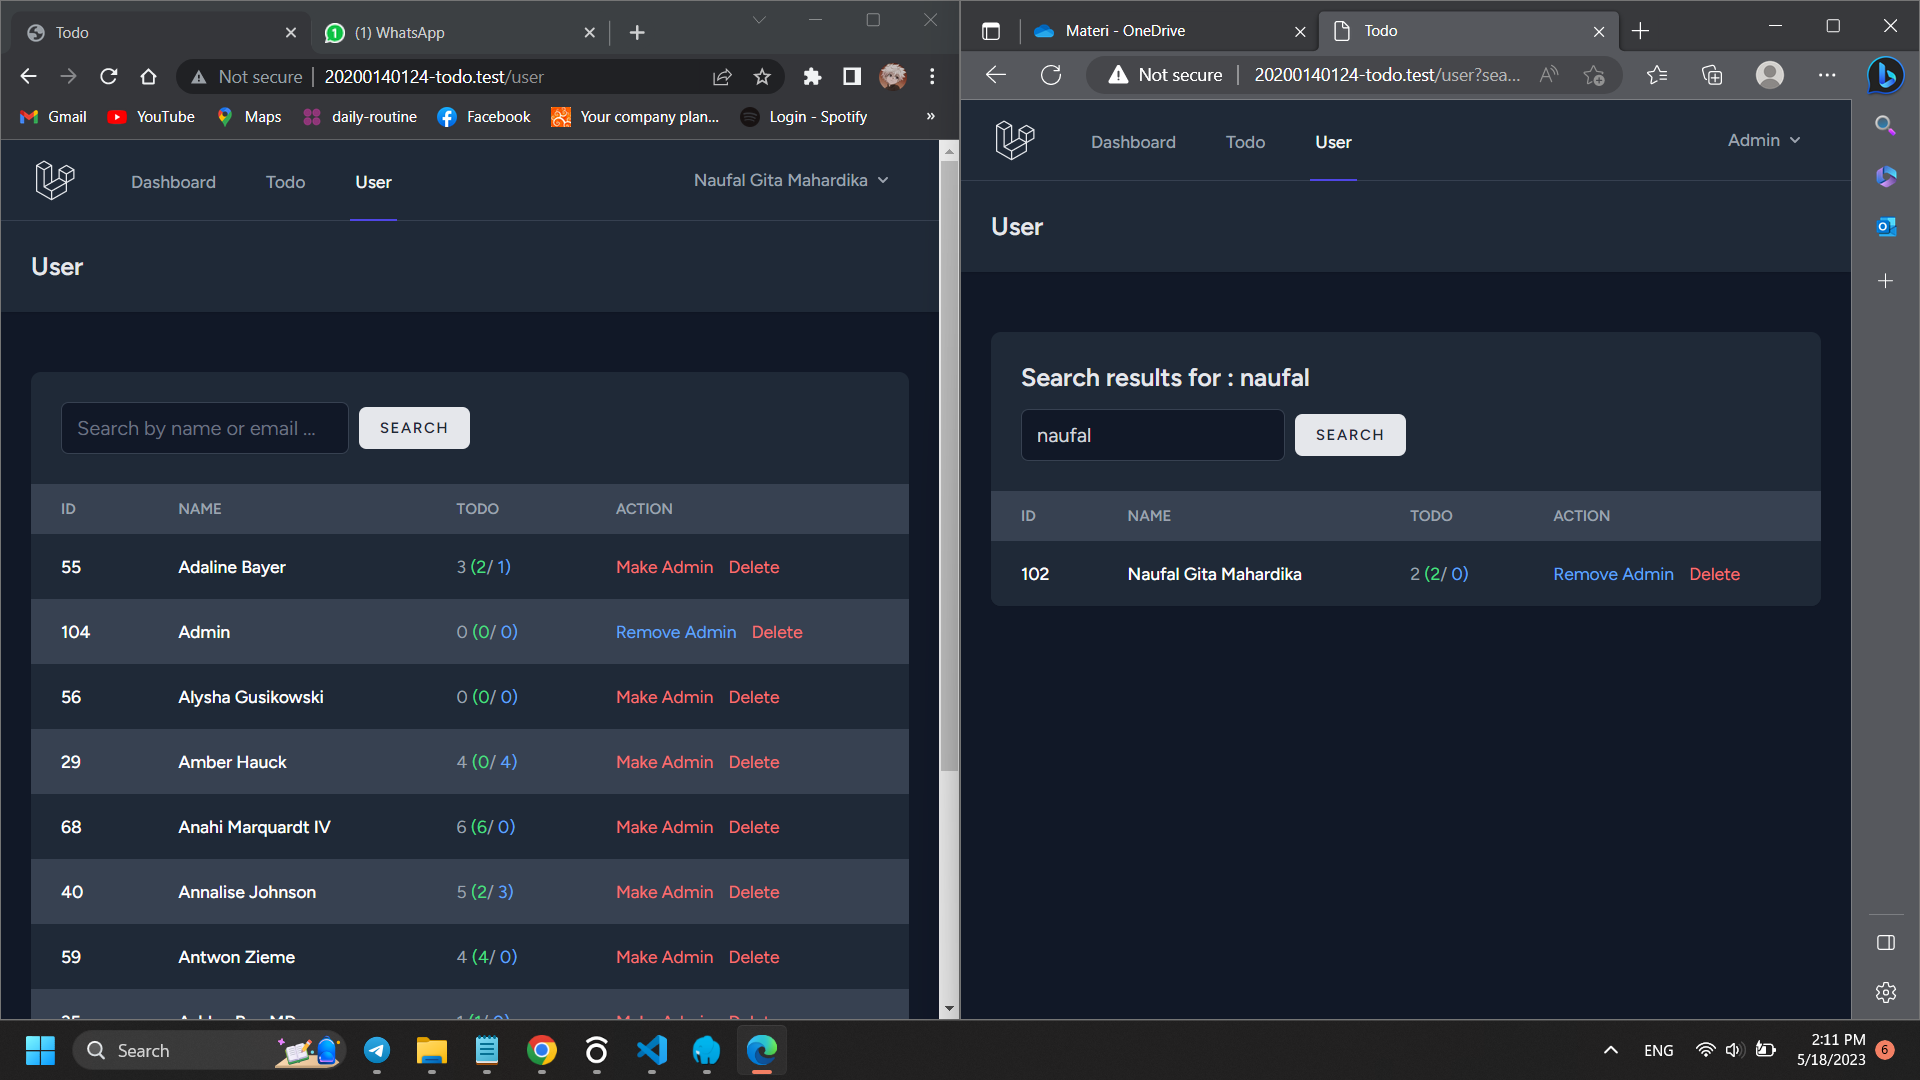 Todo
(1) WhatsApp
Not secure
20200140124-todo.test/user
Gmail
YouTube
Maps
daily-routine
Facebook
Your company plan...
Login - Spotify
»
Dashboard
Todo
User
Naufal Gita Mahardika
User
Search by name or email ...
SEARCH
ID NAME TODO ACTION
55 Adaline Bayer 3 (2/ 1) Make Admin Delete
104 Admin 0 (0/ 0) Remove Admin Delete
56 Alysha Gusikowski 0 (0/ 0) Make Admin Delete
29 Amber Hauck 4 (0/ 4) Make Admin Delete
68 Anahi Marquardt IV 6 (6/ 0) Make Admin Delete
40 Annalise Johnson 5 (2/ 3) Make Admin Delete
59 Antwon Zieme 4 (4/ 0) Make Admin Delete
Materi - OneDrive
Todo
Not secure
20200140124-todo.test/user?sea...
Dashboard
Todo
User
Admin
User
Search results for : naufal
naufal
SEARCH
ID NAME TODO ACTION
102 Naufal Gita Mahardika 2 (2/ 0) Remove Admin Delete
Search
ENG
2:11 PM
5/18/2023
6